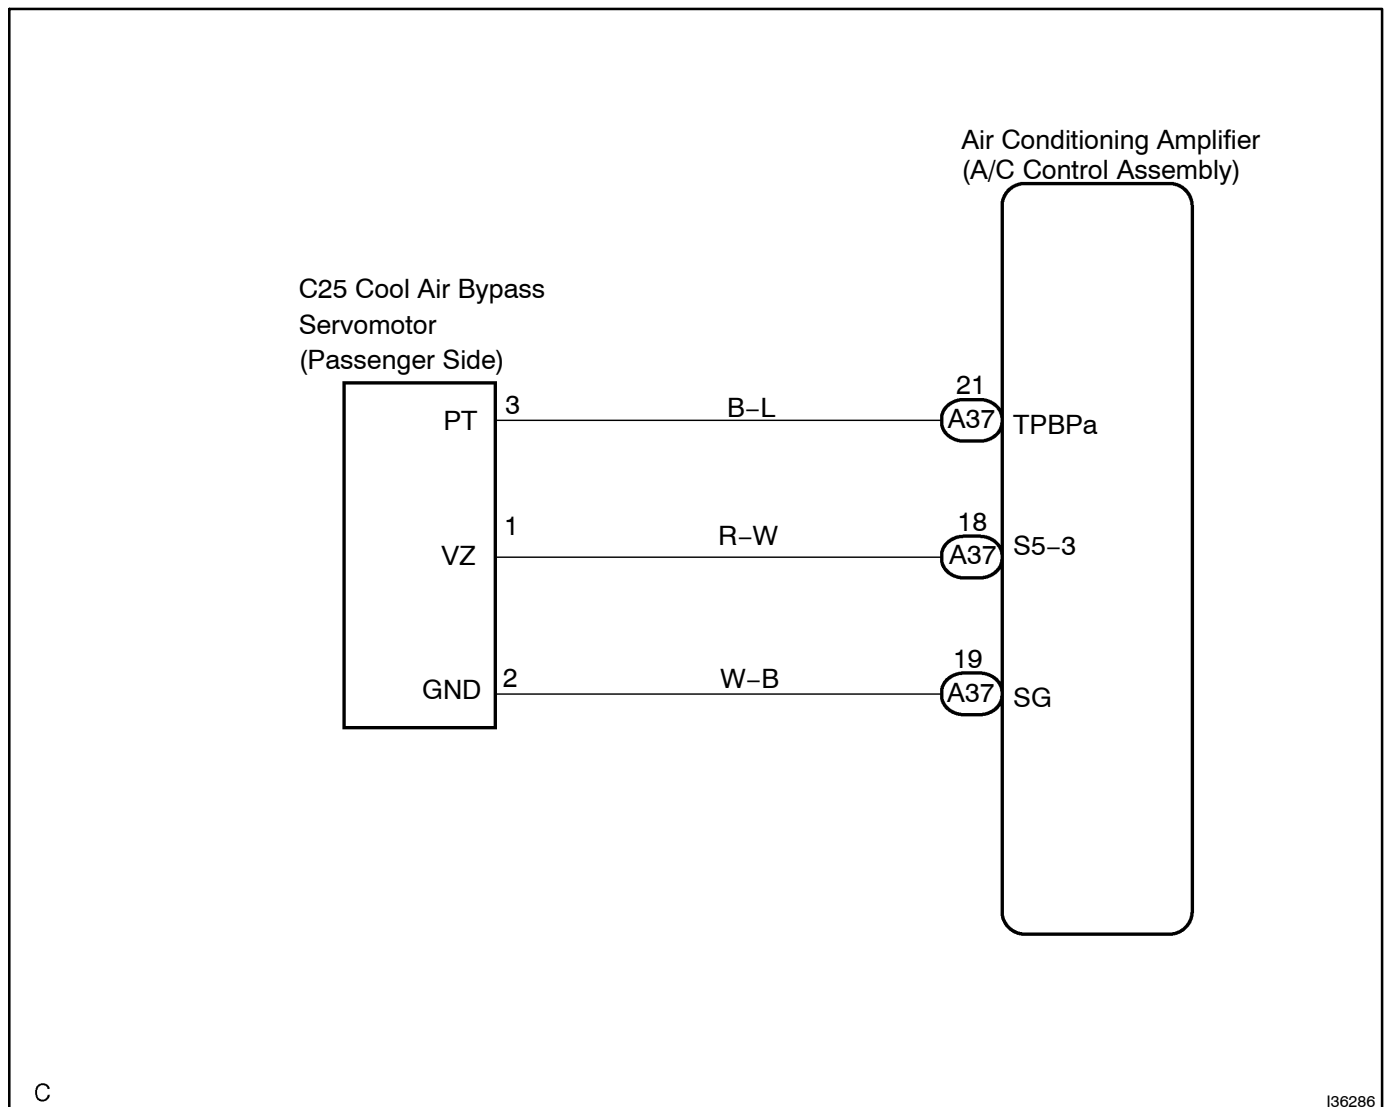 Air Conditioning Amplifier
(A/C Control Assembly)
C25 Cool Air Bypass
Servomotor
(Passenger Side)
PT 3 B–L 21 A37 TPBPa
VZ 1 R–W 18 A37 S5–3
GND 2 W–B 19 A37 SG
C
I36286